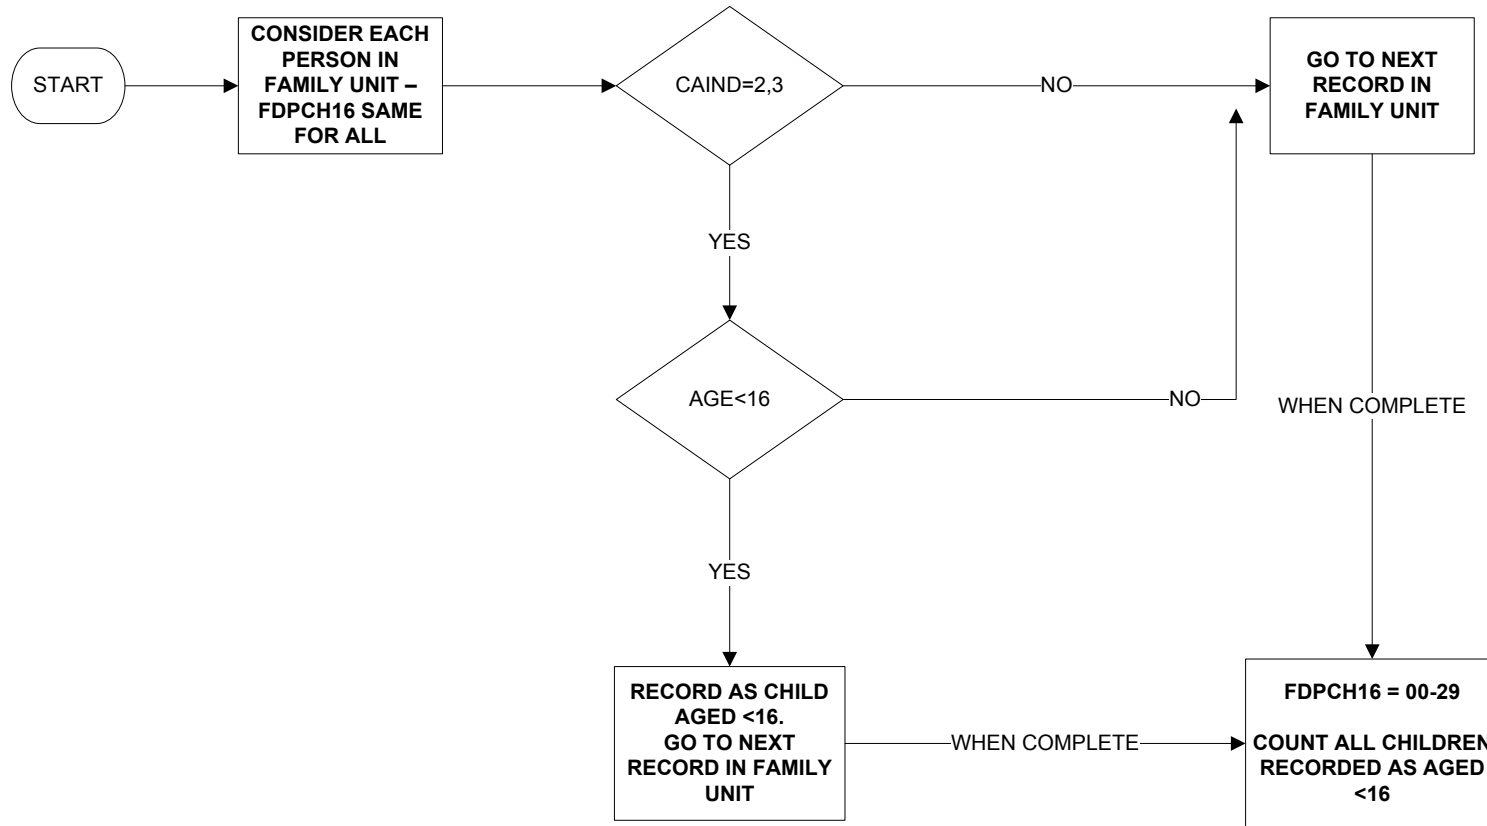 START
CONSIDER EACH
PERSON IN
FAMILY UNIT –
FDPCH16 SAME
FOR ALL
CAIND=2,3
NO
GO TO NEXT
RECORD IN
FAMILY UNIT
YES
AGE<16
NO
WHEN COMPLETE
YES
RECORD AS CHILD
AGED <16.
GO TO NEXT
RECORD IN FAMILY
UNIT
WHEN COMPLETE
FDPCH16 = 00-29
COUNT ALL CHILDREN
RECORDED AS AGED
<16